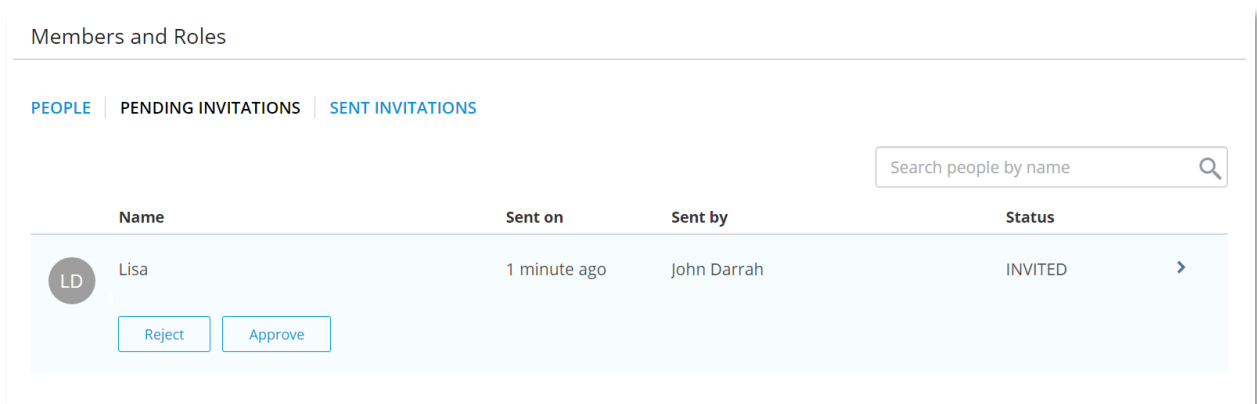 Members and Roles
PEOPLE PENDING INVITATIONS SENT INVITATIONS
Search people by name
Name Sent on Sent by Status
LD Lisa 1 minute ago John Darrah INVITED
Reject Approve